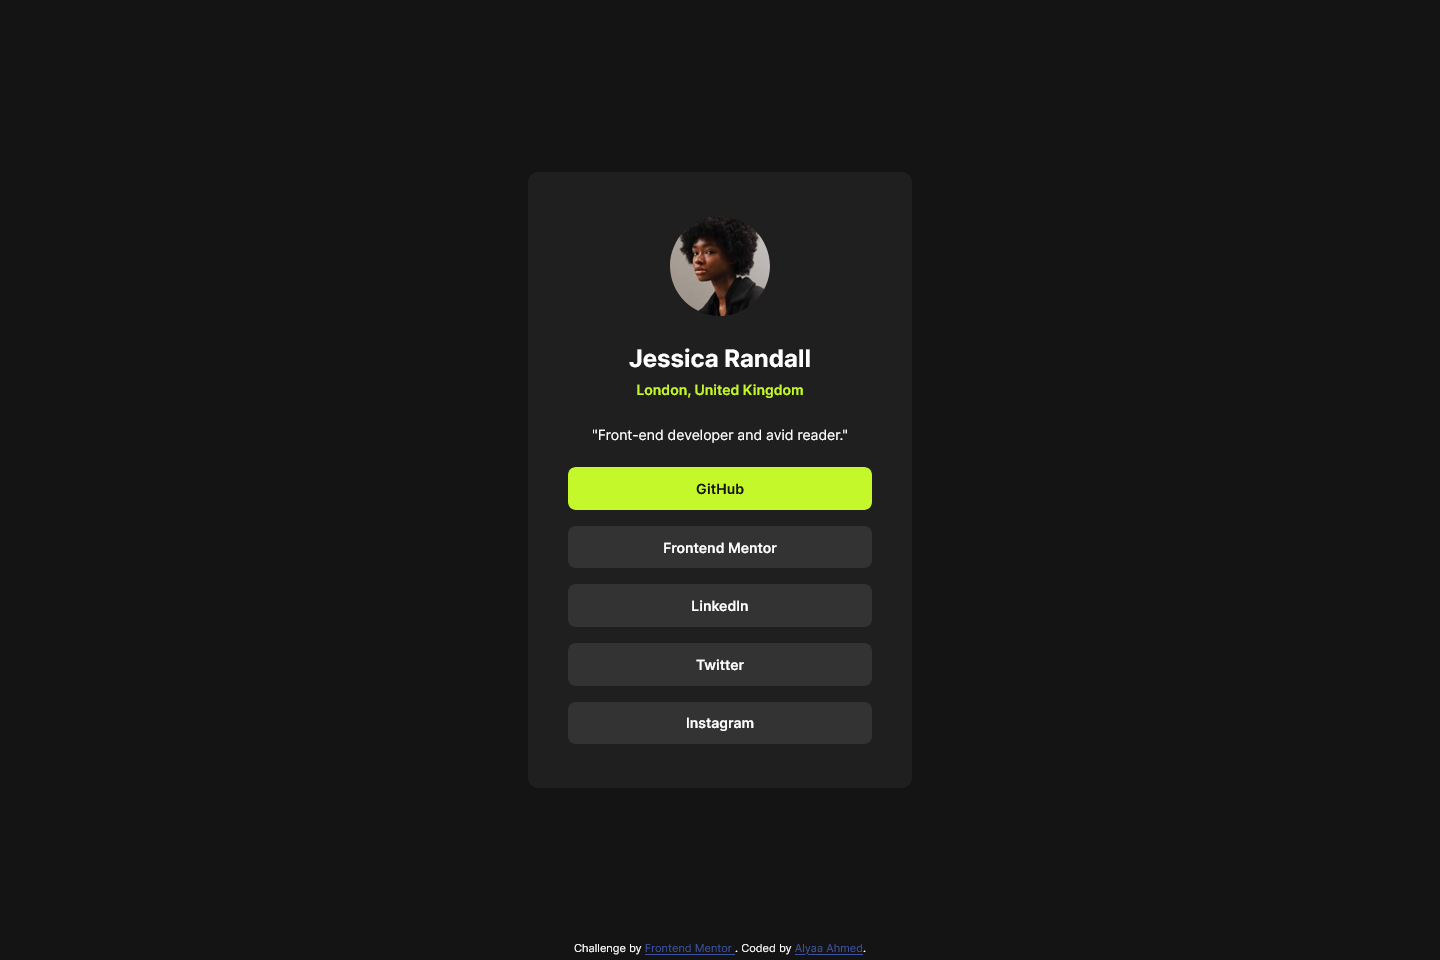 Jessica Randall
London, United Kingdom
"Front-end developer and avid reader."
GitHub
Frontend Mentor
LinkedIn
Twitter
Instagram
Challenge by Frontend Mentor . Coded by Alyaa Ahmed.